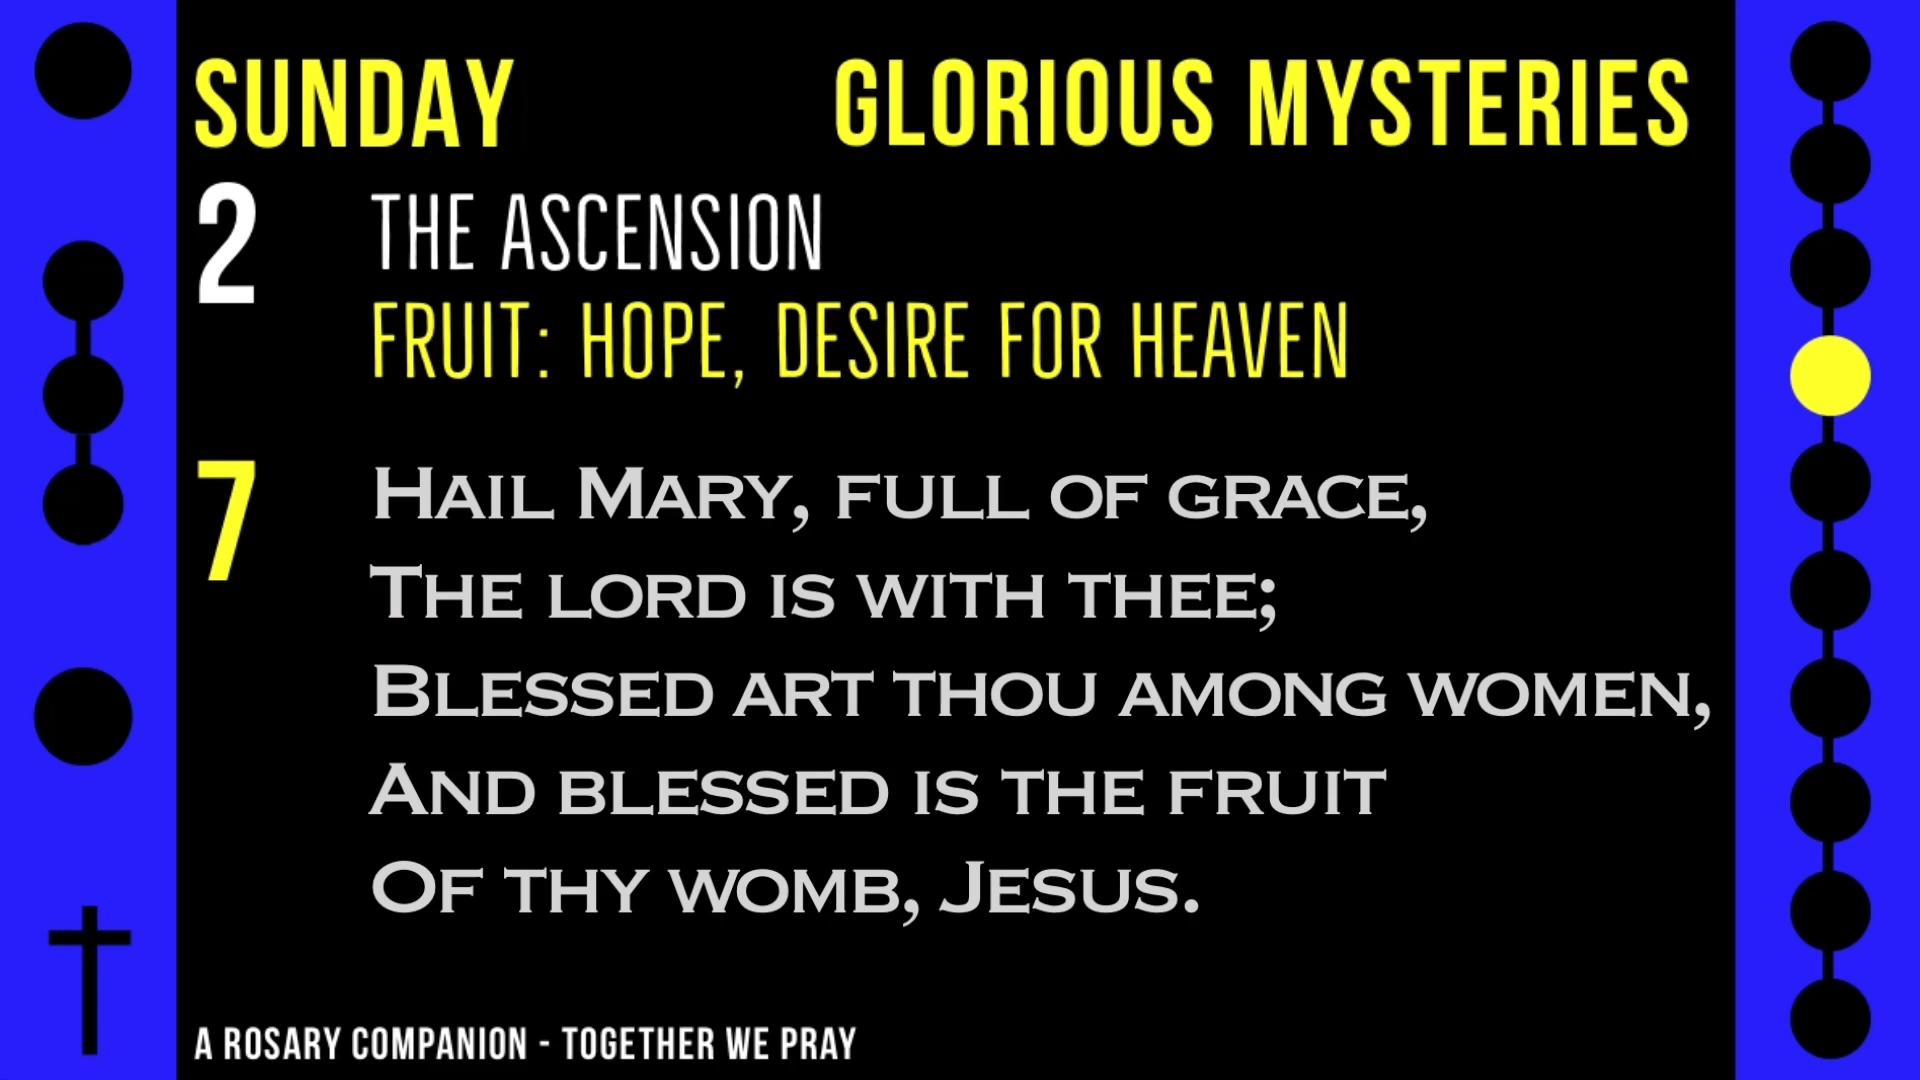 SUNDAY GLORIOUS MYSTERIES
2 THE ASCENSION
FRUIT: HOPE, DESIRE FOR HEAVEN
7 Hail Mary, full of grace,
The lord is with thee;
Blessed art thou among women,
And blessed is the fruit
Of thy womb, Jesus.
A ROSARY COMPANION - TOGETHER WE PRAY